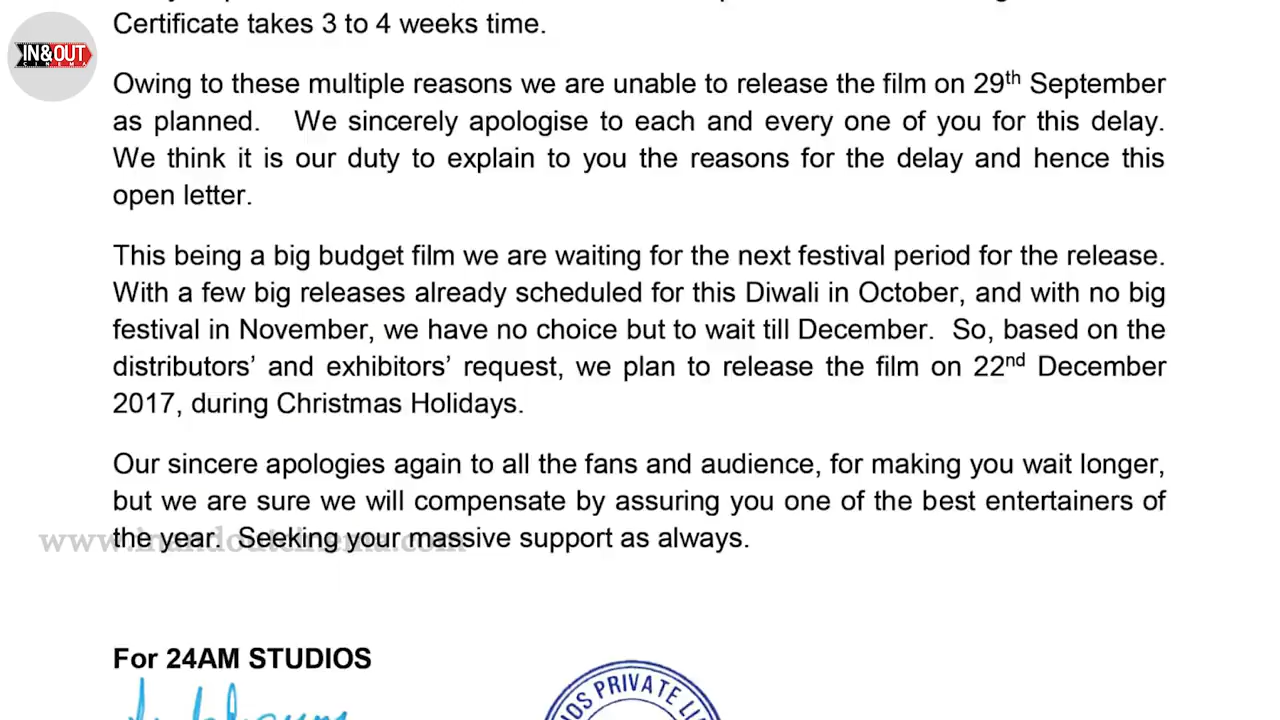 IN&OUT
CINEMA
Certificate takes 3 to 4 weeks time.
Owing to these multiple reasons we are unable to release the film on 29th September
as planned. We sincerely apologise to each and every one of you for this delay.
We think it is our duty to explain to you the reasons for the delay and hence this
open letter.
This being a big budget film we are waiting for the next festival period for the release.
With a few big releases already scheduled for this Diwali in October, and with no big
festival in November, we have no choice but to wait till December. So, based on the
distributors’ and exhibitors’ request, we plan to release the film on 22nd December
2017, during Christmas Holidays.
Our sincere apologies again to all the fans and audience, for making you wait longer,
but we are sure we will compensate by assuring you one of the best entertainers of
the year. Seeking your massive support as always.
www.inandoutcinema.com
For 24AM STUDIOS
PRIVATE